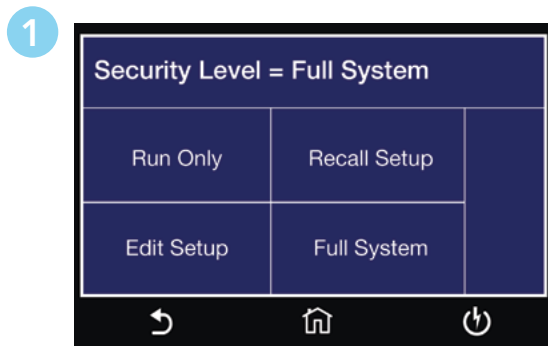 1
Security Level = Full System
Run Only
Recall Setup
Edit Setup
Full System